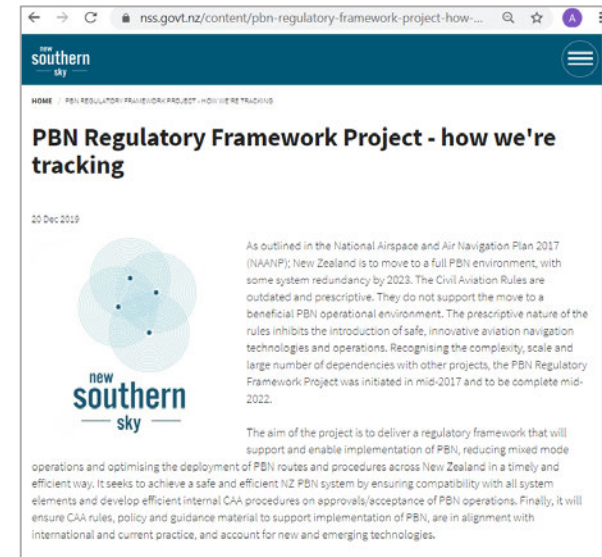 nss.govt.nz/content/pbn-regulatory-framework-project-how-...
A
new
southern
sky
HOME / PBN REGULATORY FRAMEWORK PROJECT - HOW WE'RE TRACKING
PBN Regulatory Framework Project - how we're
tracking
20 Dec 2019
As outlined in the National Airspace and Air Navigation Plan 2017
(NAANP); New Zealand is to move to a full PBN environment, with
some system redundancy by 2023. The Civil Aviation Rules are
outdated and prescriptive. They do not support the move to a
beneficial PBN operational environment. The prescriptive nature of the
rules inhibits the introduction of safe, innovative aviation navigation
technologies and operations. Recognising the complexity, scale and
large number of dependencies with other projects, the PBN Regulatory
Framework Project was initiated in mid-2017 and to be complete mid-
2022.
new
southern
sky
The aim of the project is to deliver a regulatory framework that will
support and enable implementation of PBN, reducing mixed mode
operations and optimising the deployment of PBN routes and procedures across New Zealand in a timely and
efficient way. It seeks to achieve a safe and efficient NZ PBN system by ensuring compatibility with all system
elements and develop efficient internal CAA procedures on approvals/acceptance of PBN operations. Finally, it will
ensure CAA rules, policy and guidance material to support implementation of PBN, are in alignment with
international and current practice, and account for new and emerging technologies.